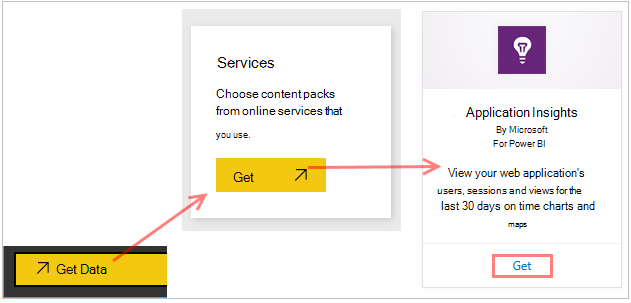 Get Data
Services
Choose content packs
from online services that
you use.
Get
Application Insights
By Microsoft
For Power BI
View your web application's
users, sessions and views for the
last 30 days on time charts and
maps
Get